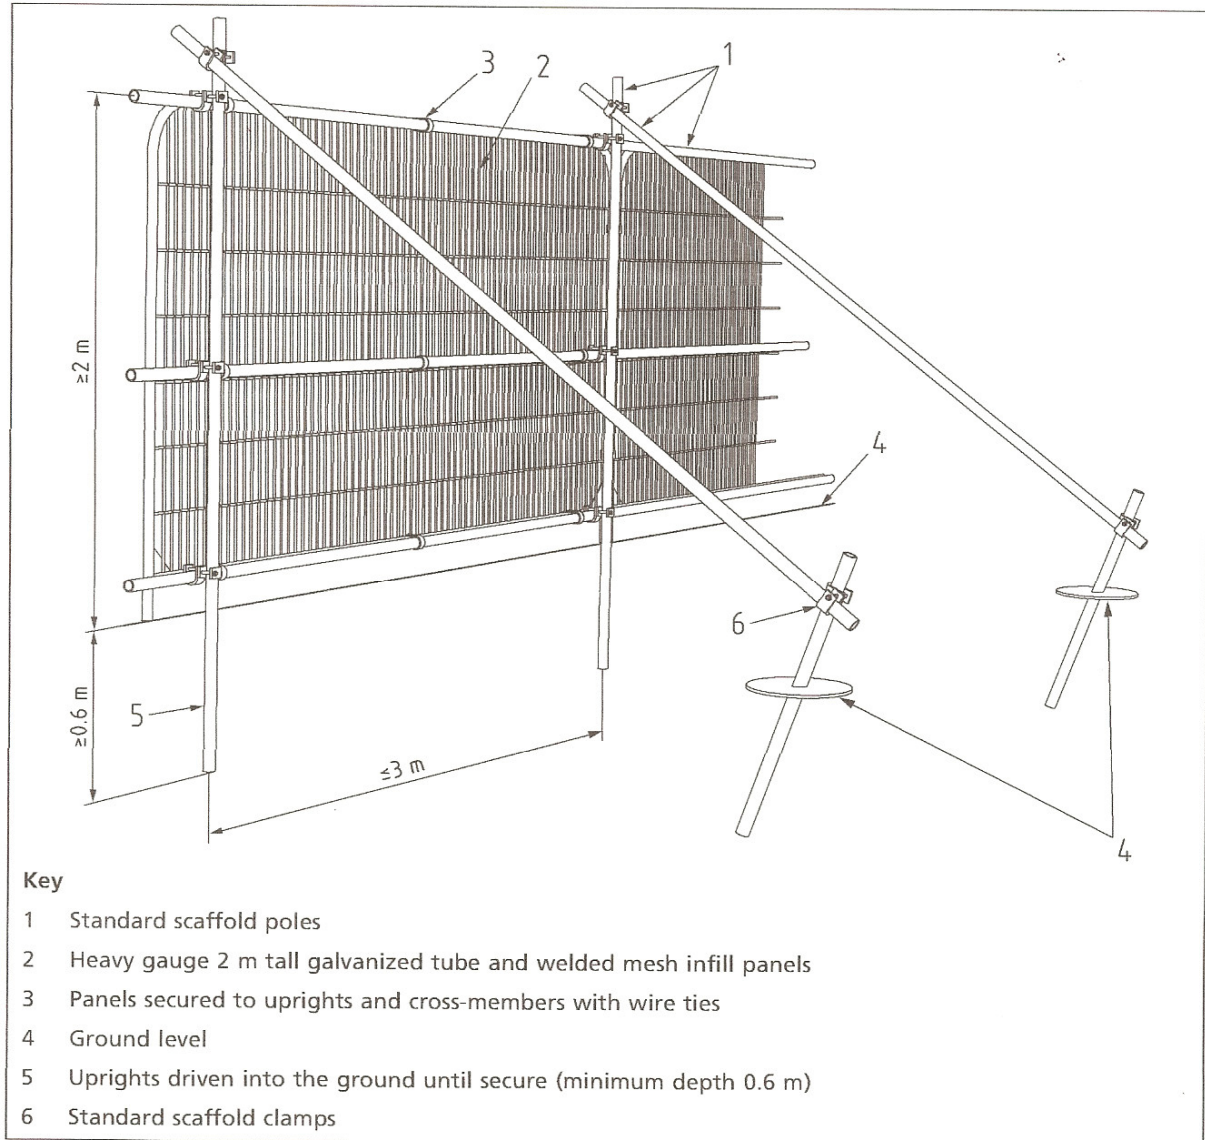 3
2
1
≥2 m
4
6
≥0.6 m
5
≤3 m
4
Key
1 Standard scaffold poles
2 Heavy gauge 2 m tall galvanized tube and welded mesh infill panels
3 Panels secured to uprights and cross-members with wire ties
4 Ground level
5 Uprights driven into the ground until secure (minimum depth 0.6 m)
6 Standard scaffold clamps